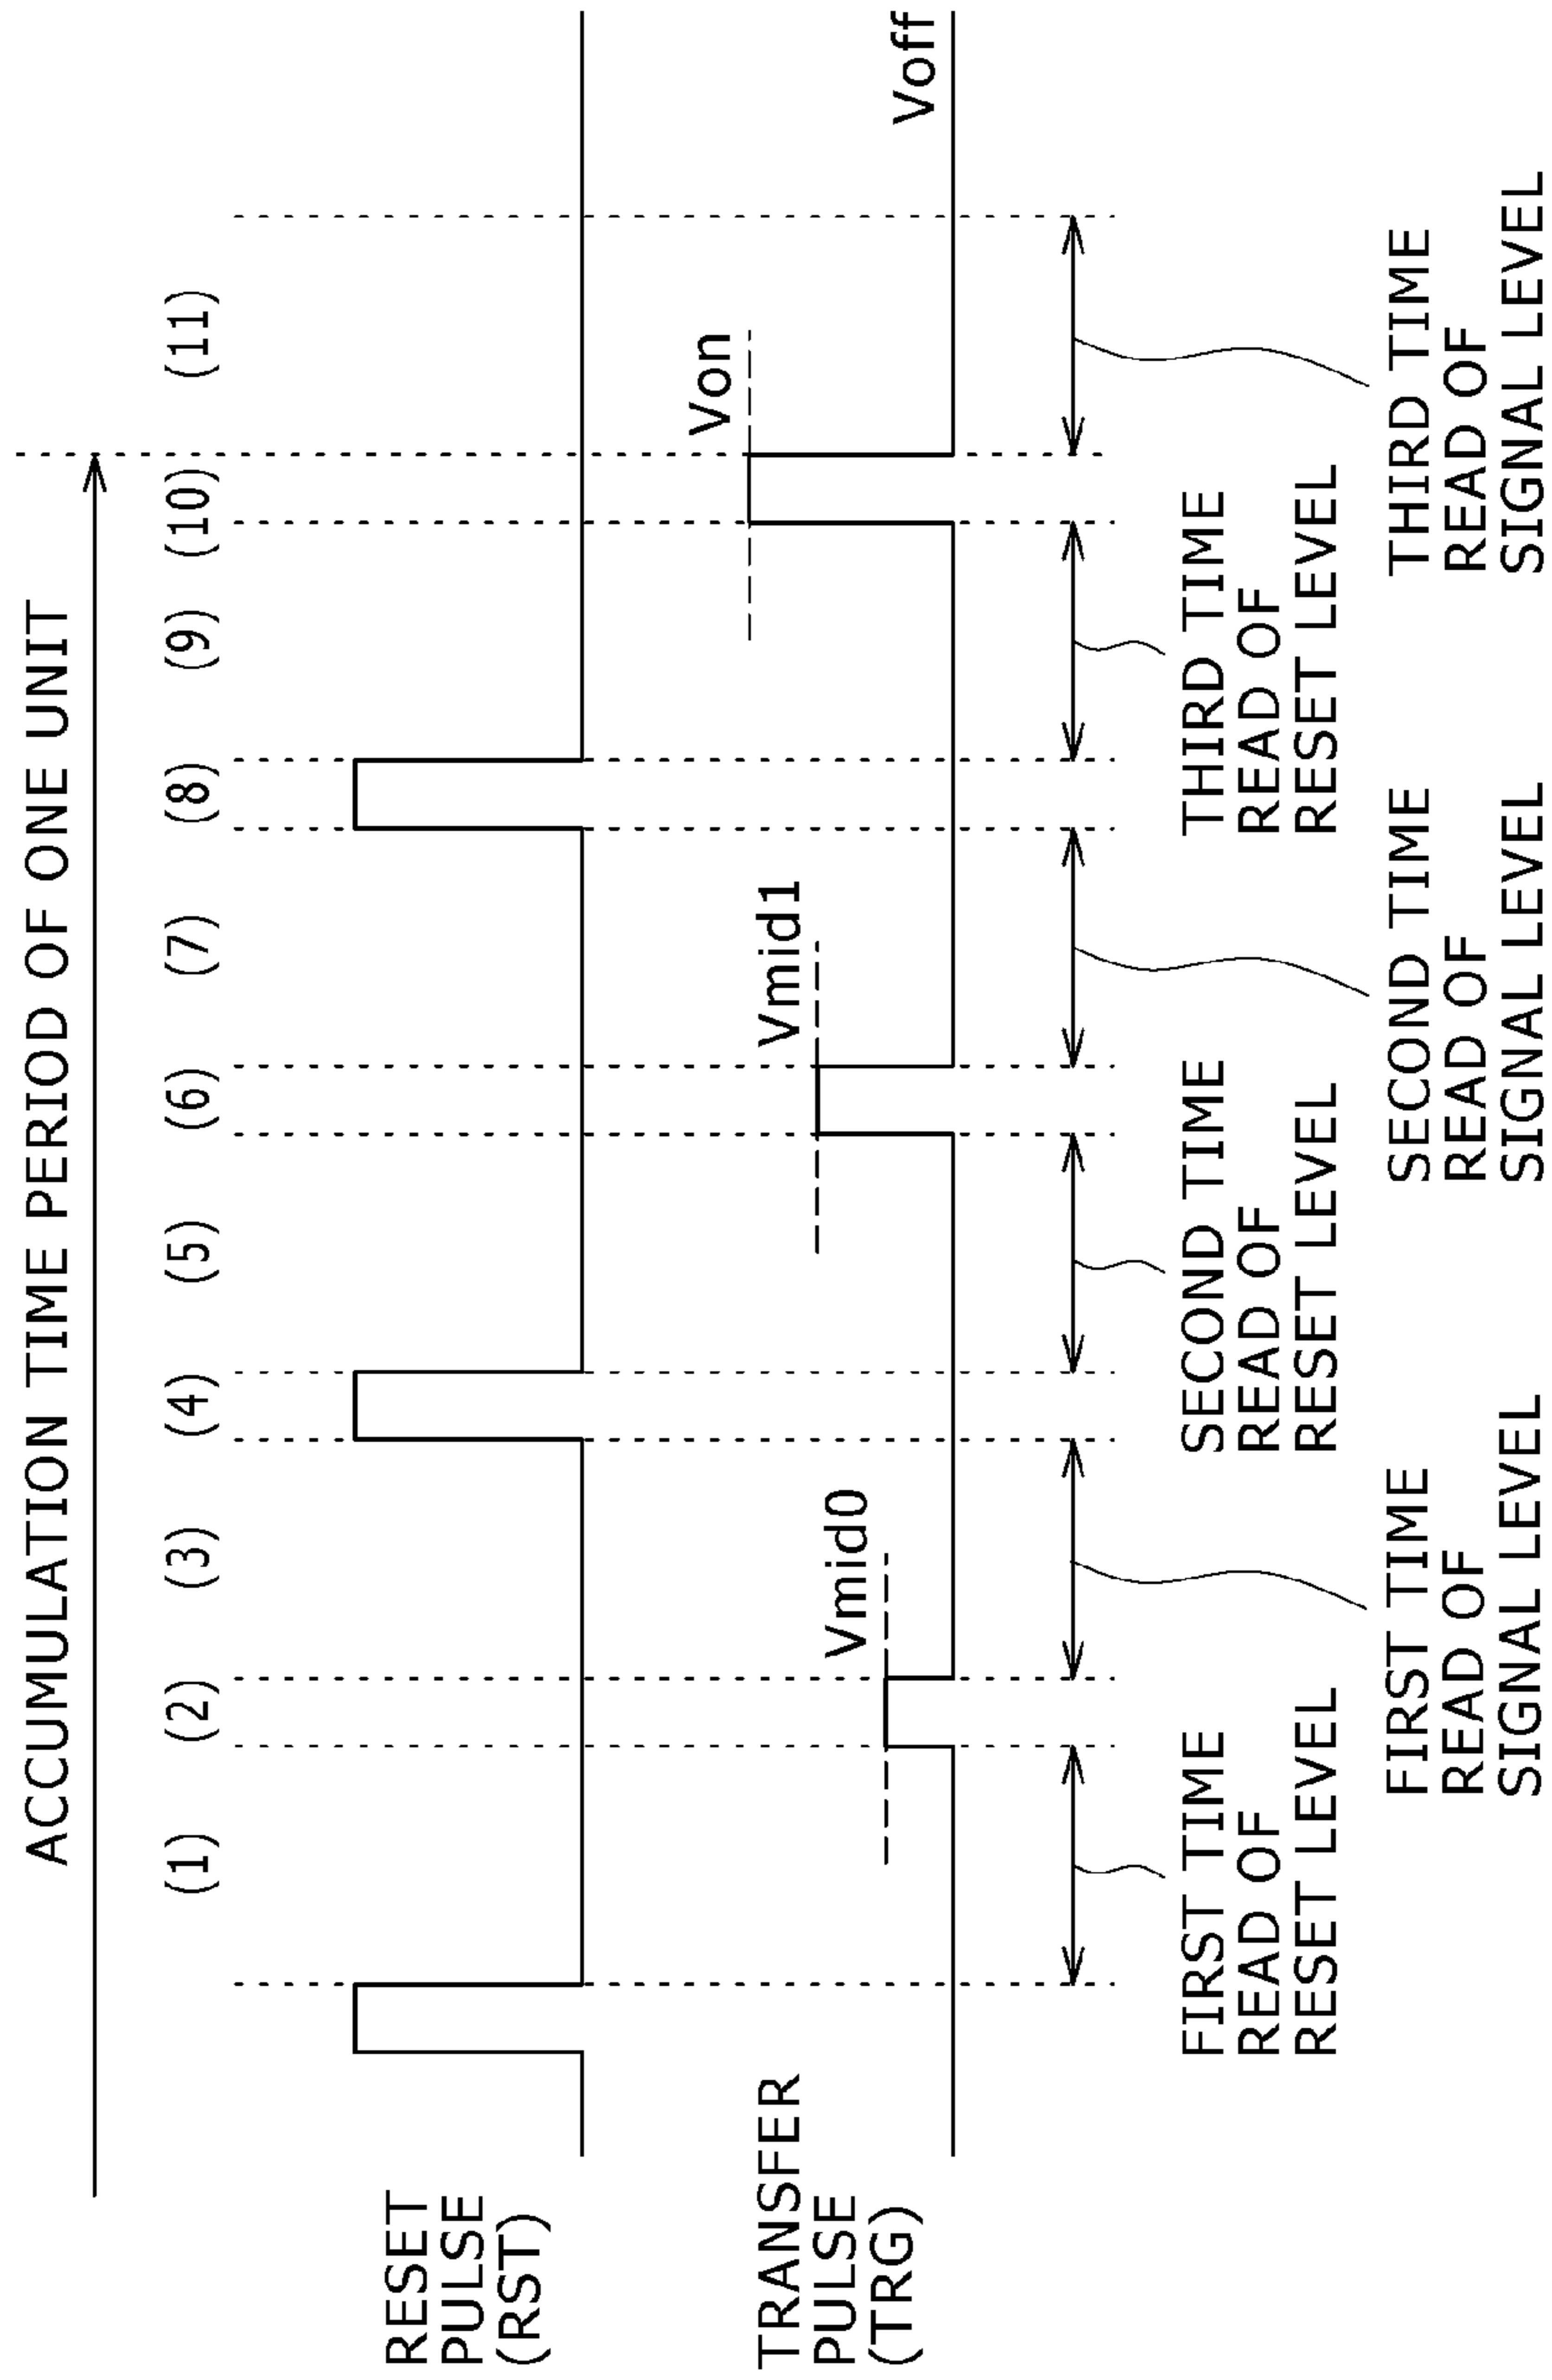 ACCUMULATION TIME PERIOD OF ONE UNIT
(1)
(2)
(3)
(4)
(5)
(6)
(7)
(8)
(9)
(10)
(11)
RESET
PULSE
(RST)
TRANSFER
PULSE
(TRG)
Vmid0
Vmid1
Von
Voff
FIRST TIME
READ OF
RESET LEVEL
SECOND TIME
READ OF
RESET LEVEL
THIRD TIME
READ OF
RESET LEVEL
FIRST TIME
READ OF
SIGNAL LEVEL
SECOND TIME
READ OF
SIGNAL LEVEL
THIRD TIME
READ OF
SIGNAL LEVEL